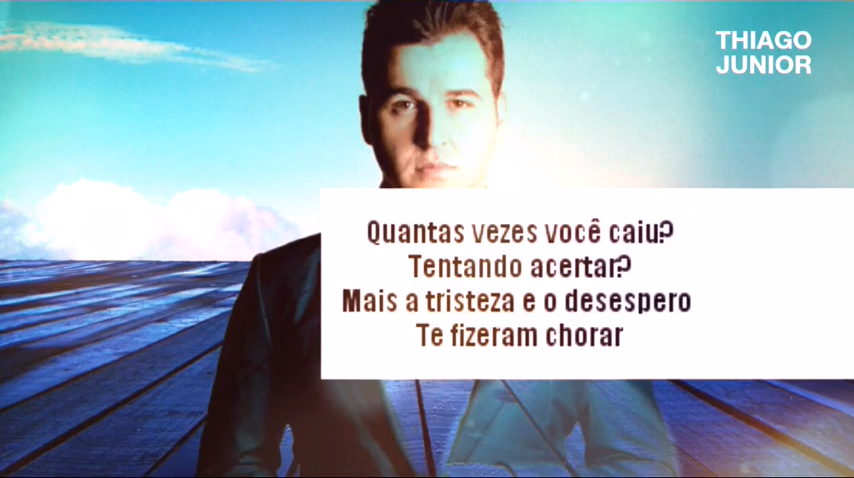 THIAGO
JUNIOR
Quantas vezes você caiu?
Tentando acertar?
Mais a tristeza e o desespero
Te fizeram chorar